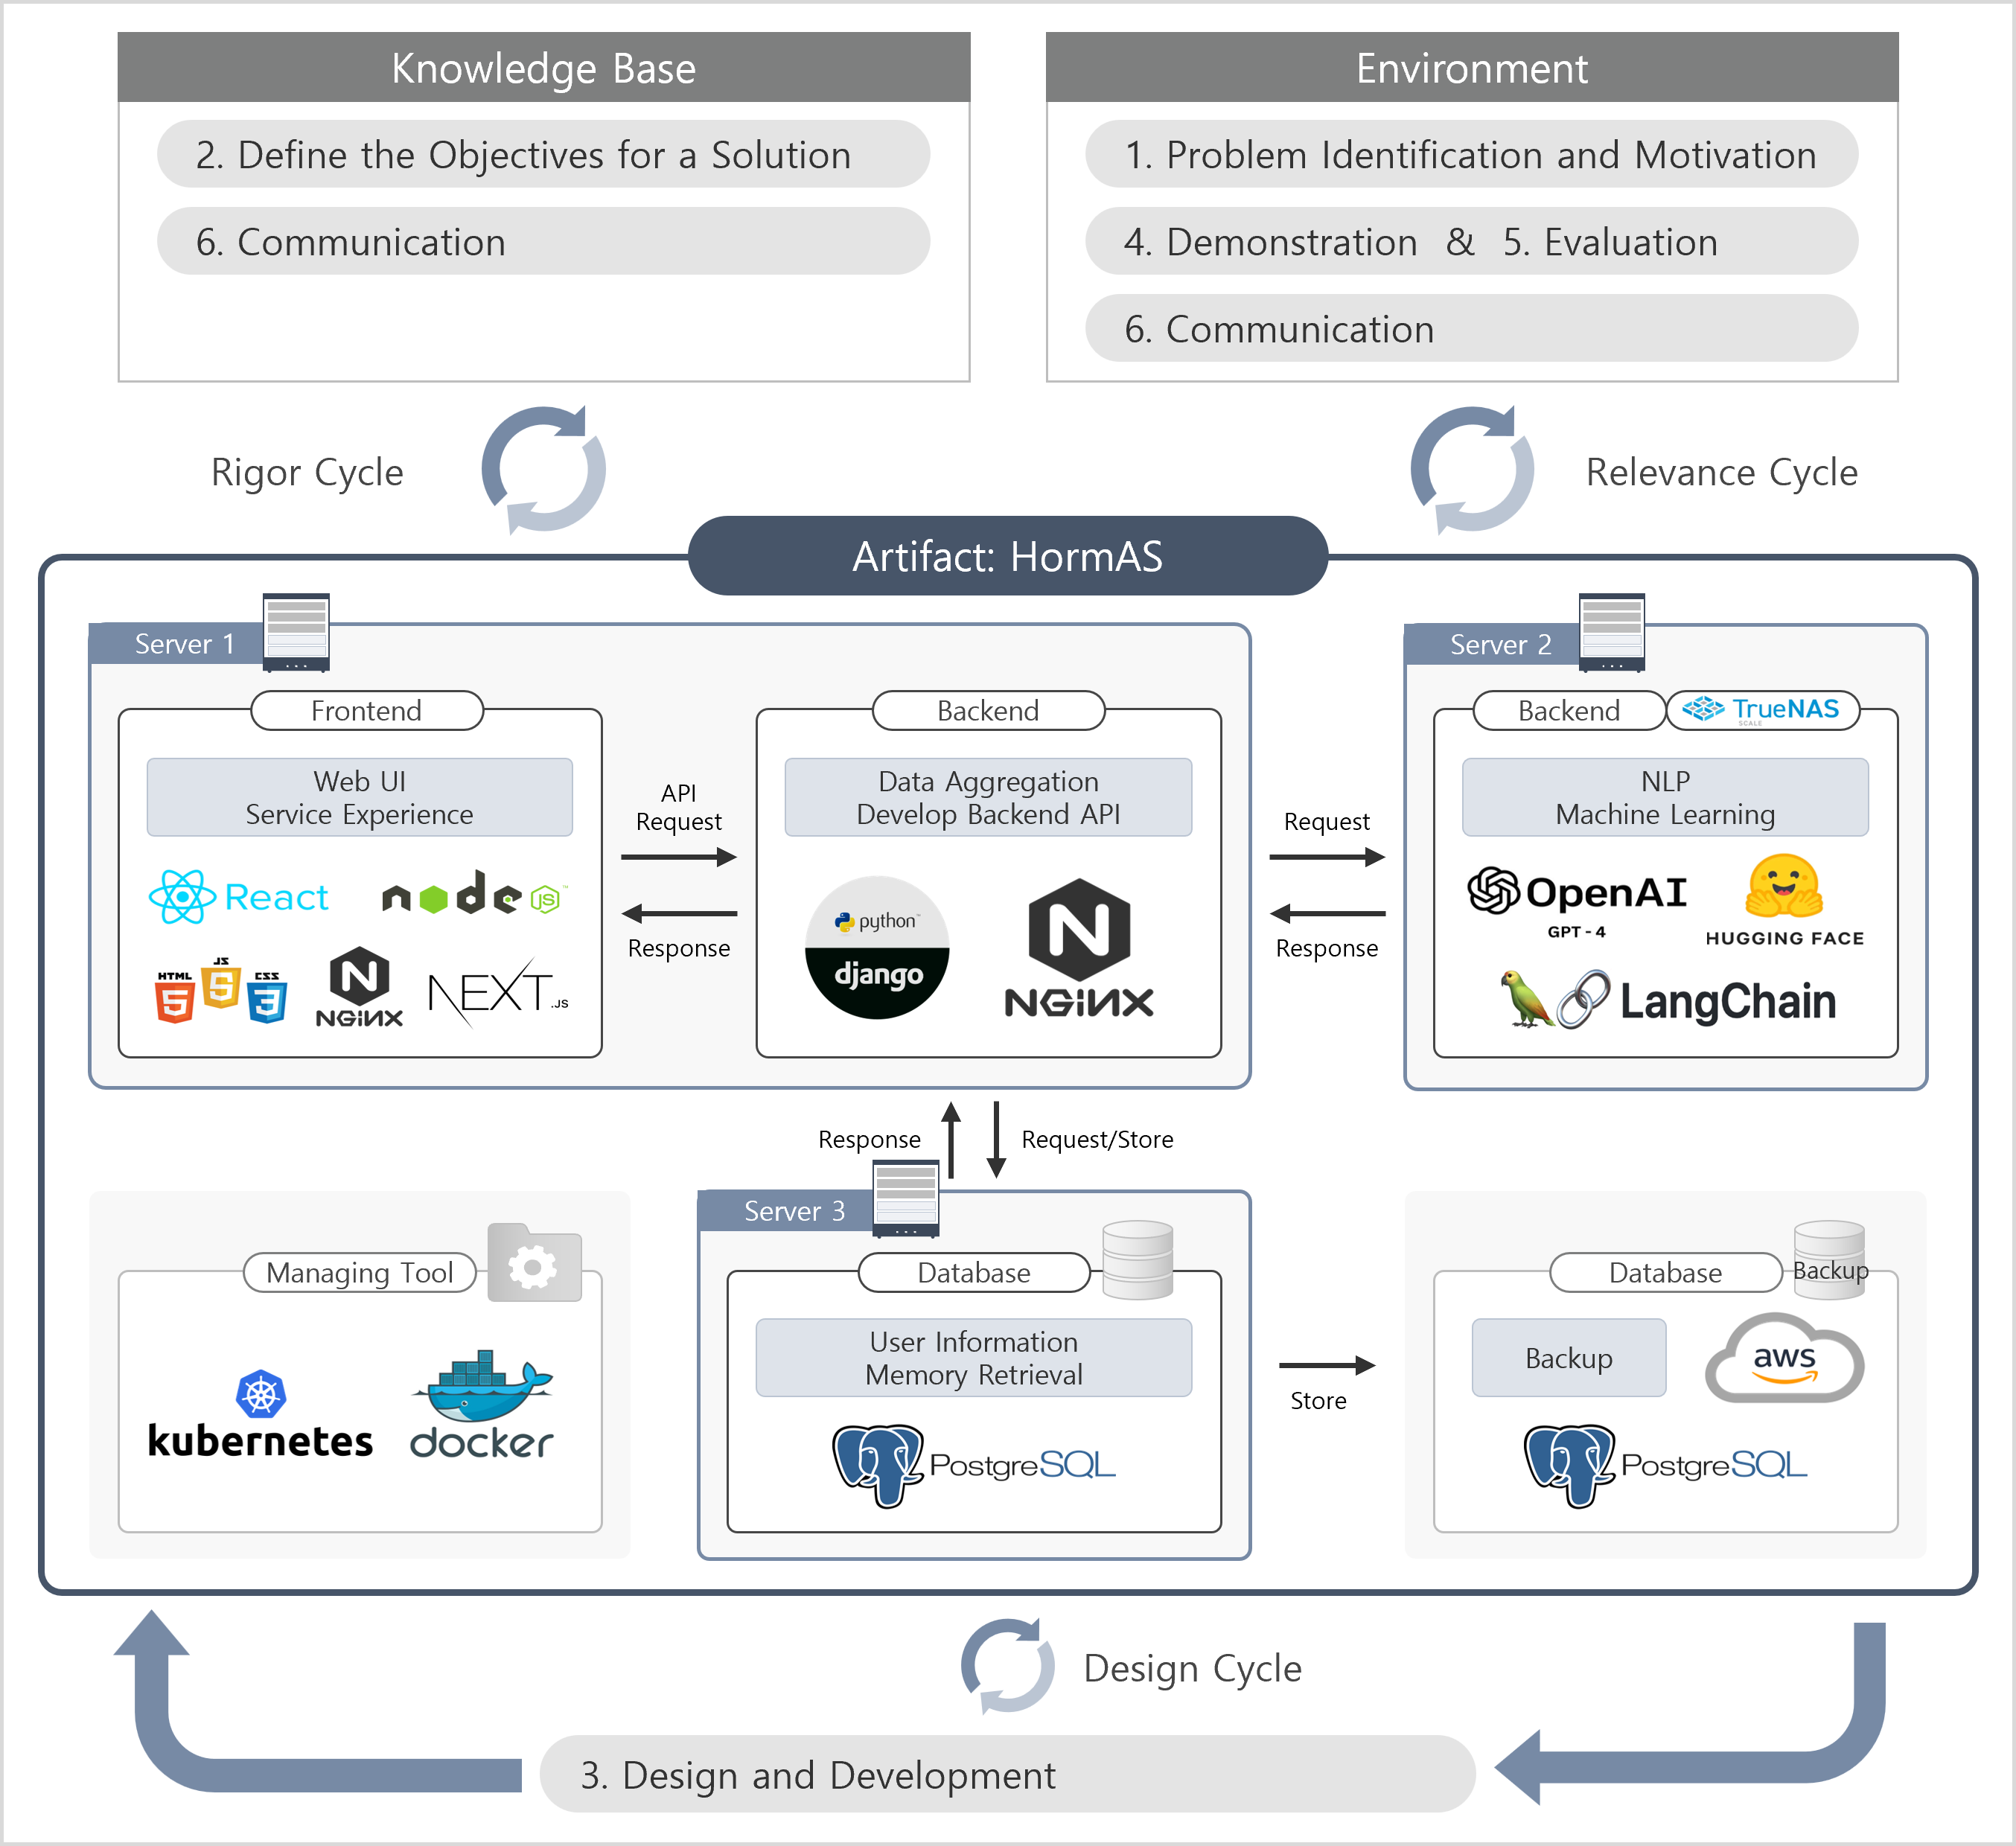 Knowledge Base
2. Define the Objectives for a Solution
6. Communication
Environment
1. Problem Identification and Motivation
4. Demonstration & 5. Evaluation
6. Communication
Rigor Cycle
Relevance Cycle
Artifact: HormAS
Server 1
Frontend
Web UI
Service Experience
React
node JS™
HTML 5
JS 5
CSS 3
N
NGiNX
NEXT.JS
API
Request
Response
Backend
Data Aggregation
Develop Backend API
python™
django
N
NGiNX
Request
Response
Server 2
Backend
TrueNAS
SCALE
NLP
Machine Learning
OpenAI
GPT - 4
HUGGING FACE
LangChain
Response
Request/Store
Managing Tool
kubernetes
docker
Server 3
Database
User Information
Memory Retrieval
PostgreSQL
Store
Database
Backup
Backup
aws
PostgreSQL
Design Cycle
3. Design and Development